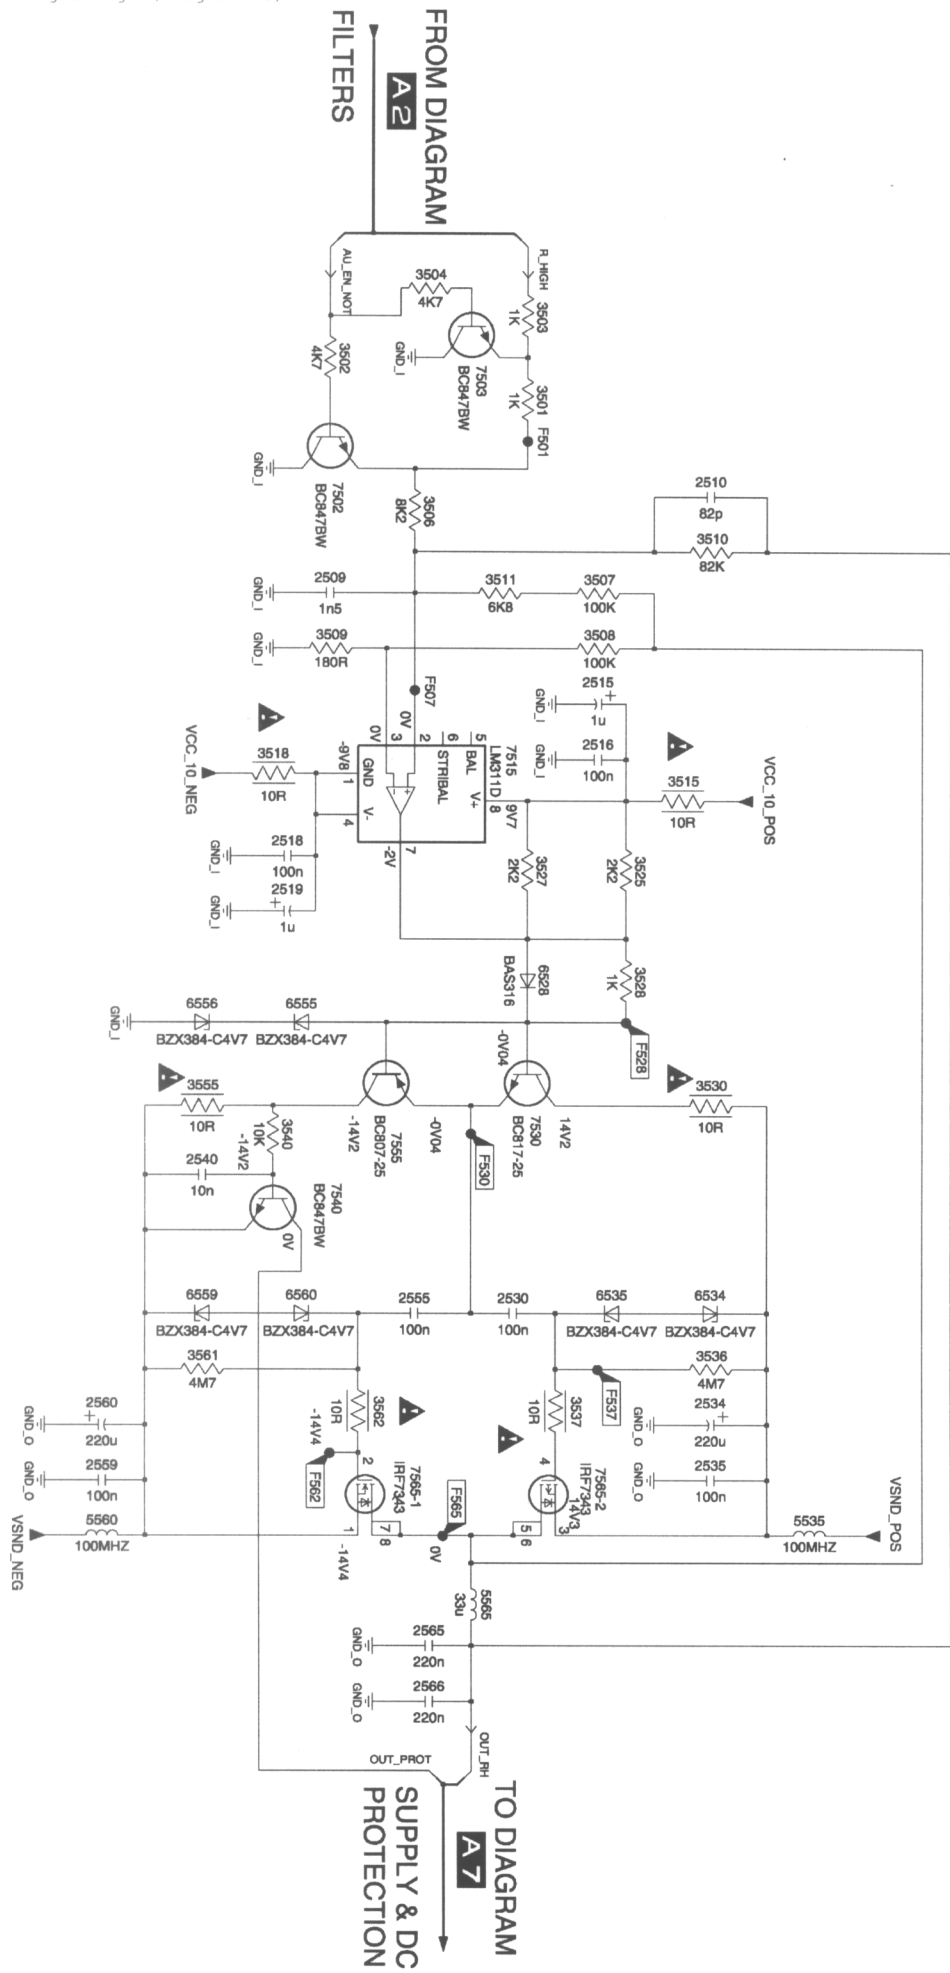 FROM DIAGRAM
A2
FILTERS
R_HIGH
AU_EN_NOT
3504
4K7
3503
1K
3502
4K7
7503
BC847BW
GND_I
3501
1K
F501
7502
BC847BW
GND_I
3506
8K2
2510
82p
3510
82K
2509
1n5
GND_I
3511
6K8
3507
100K
3509
180R
GND_I
3508
100K
F507
2515
1u
GND_I
+
2516
100n
GND_I
VCC_10_NEG
3518
10R
-9V8
0V
0V
3
2
6
5
1
GND
STRIBAL
BAL
7515
LM311D
V-
4
V+
8
9V7
7
-2V
3515
10R
VCC_10_POS
2518
100n
GND_I
2519
+
1u
GND_I
3527
2K2
3525
2K2
6528
BAS316
3528
1K
F528
6556
BZX384-C4V7
6555
BZX384-C4V7
GND_I
3555
10R
-0V04
7530
BC817-25
14V2
3530
10R
7555
BC807-25
-14V2
-0V04
F530
3540
10K
-14V2
2540
10n
7540
BC847BW
0V
6559
BZX384-C4V7
6560
BZX384-C4V7
2555
100n
2530
100n
6535
BZX384-C4V7
6534
BZX384-C4V7
3561
4M7
3562
10R
-14V4
3537
10R
F537
3536
4M7
2560
+
220u
GND_O
2559
100n
GND_O
2534
+
220u
GND_O
2535
100n
GND_O
F562
2
7565-1
IRF7343
1
7
8
-14V4
F565
0V
4
7565-2
IRF7343
14V3
5
6
3
VSND_NEG
5560
100MHZ
5535
100MHZ
VSND_POS
5565
33u
2565
220n
GND_O
2566
220n
GND_O
OUT_RH
OUT_PROT
TO DIAGRAM
A7
SUPPLY & DC
PROTECTION